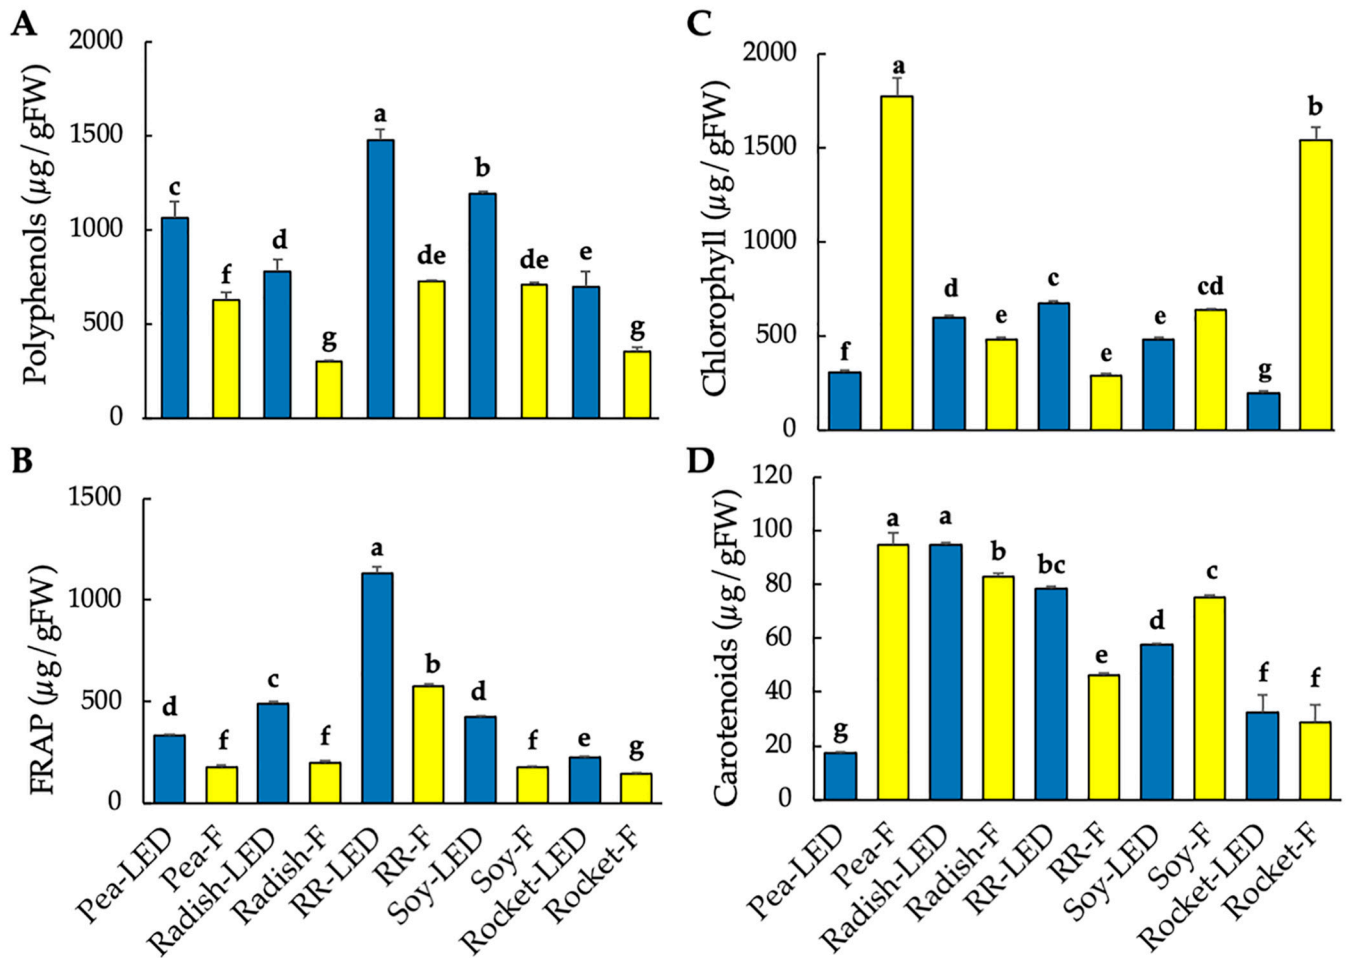 A
Polyphenols (µg/gFW)
2000
1500
1000
500
0
c
f
d
g
a
de
b
de
e
g
C
Chlorophyll (µg/gFW)
2000
1500
1000
500
0
f
a
d
e
c
e
e
cd
g
b
B
FRAP (µg/gFW)
1500
1000
500
0
d
f
c
f
a
b
d
f
e
g
Pea-LED
Pea-F
Radish-LED
Radish-F
RR-LED
RR-F
Soy-LED
Soy-F
Rocket-LED
Rocket-F
D
Carotenoids (µg/gFW)
120
100
80
60
40
20
0
g
a
a
b
bc
e
d
c
f
f
Pea-LED
Pea-F
Radish-LED
Radish-F
RR-LED
RR-F
Soy-LED
Soy-F
Rocket-LED
Rocket-F